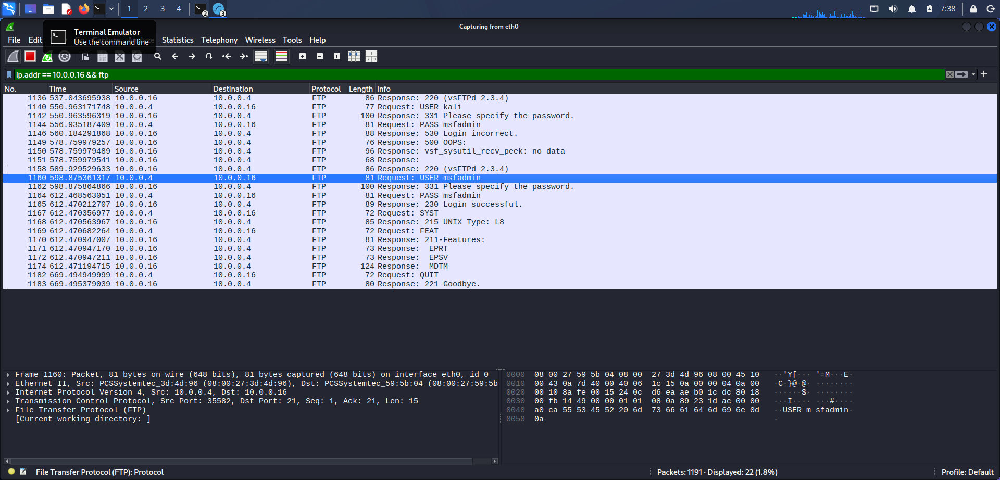 1 2 3 4 2 3 7:38
Capturing from eth0
Terminal Emulator
Use the command line
File Edit Statistics Telephony Wireless Tools Help
ip.addr == 10.0.0.16 && ftp
No. Time Source Destination Protocol Length Info
1136 537.043695938 10.0.0.16 10.0.0.4 FTP 86 Response: 220 (vsFTPd 2.3.4)
1140 550.963171748 10.0.0.4 10.0.0.16 FTP 77 Request: USER kali
1142 550.963596319 10.0.0.16 10.0.0.4 FTP 100 Response: 331 Please specify the password.
1144 556.935187409 10.0.0.4 10.0.0.16 FTP 81 Request: PASS msfadmin
1146 560.184291868 10.0.0.16 10.0.0.4 FTP 88 Response: 530 Login incorrect.
1149 578.759979257 10.0.0.16 10.0.0.4 FTP 76 Response: 500 OOPS:
1150 578.759979489 10.0.0.16 10.0.0.4 FTP 96 Response: vsf_sysutil_recv_peek: no data
1151 578.759979541 10.0.0.16 10.0.0.4 FTP 68 Response:
1158 589.929529633 10.0.0.16 10.0.0.4 FTP 86 Response: 220 (vsFTPd 2.3.4)
1160 598.875361317 10.0.0.4 10.0.0.16 FTP 81 Request: USER msfadmin
1162 598.875864866 10.0.0.16 10.0.0.4 FTP 100 Response: 331 Please specify the password.
1164 612.468563051 10.0.0.4 10.0.0.16 FTP 81 Request: PASS msfadmin
1165 612.470212707 10.0.0.16 10.0.0.4 FTP 89 Response: 230 Login successful.
1167 612.470356977 10.0.0.4 10.0.0.16 FTP 72 Request: SYST
1168 612.470563967 10.0.0.16 10.0.0.4 FTP 85 Response: 215 UNIX Type: L8
1169 612.470682264 10.0.0.4 10.0.0.16 FTP 72 Request: FEAT
1170 612.470947007 10.0.0.16 10.0.0.4 FTP 81 Response: 211-Features:
1171 612.470947170 10.0.0.16 10.0.0.4 FTP 73 Response: EPRT
1172 612.470947211 10.0.0.16 10.0.0.4 FTP 73 Response: EPSV
1174 612.471194715 10.0.0.16 10.0.0.4 FTP 124 Response: MDTM
1182 669.494949999 10.0.0.4 10.0.0.16 FTP 72 Request: QUIT
1183 669.495379039 10.0.0.16 10.0.0.4 FTP 80 Response: 221 Goodbye.
Frame 1160: Packet, 81 bytes on wire (648 bits), 81 bytes captured (648 bits) on interface eth0, id 0
Ethernet II, Src: PCSSystemtec_3d:4d:96 (08:00:27:3d:4d:96), Dst: PCSSystemtec_59:5b:04 (08:00:27:59:5b
Internet Protocol Version 4, Src: 10.0.0.4, Dst: 10.0.0.16
Transmission Control Protocol, Src Port: 35582, Dst Port: 21, Seq: 1, Ack: 21, Len: 15
File Transfer Protocol (FTP)
[Current working directory: ]
0000 08 00 27 59 5b 04 08 00 27 3d 4d 96 08 00 45 10 ··'Y[··· '=M···E·
0010 00 43 0a 7d 40 00 40 06 1c 15 0a 00 00 04 0a 00 ·C·}@·@· ········
0020 00 10 8a fe 00 15 24 0c d6 ea ae b0 1c dc 80 18 ······$· ········
0030 00 fb 14 49 00 00 01 01 08 0a 89 23 1d ac 00 00 ···I···· ···#····
0040 a0 ca 55 53 45 52 20 6d 73 66 61 64 6d 69 6e 0d ··USER m sfadmin·
0050 0a ·
File Transfer Protocol (FTP): Protocol
Packets: 1191 · Displayed: 22 (1.8%)
Profile: Default